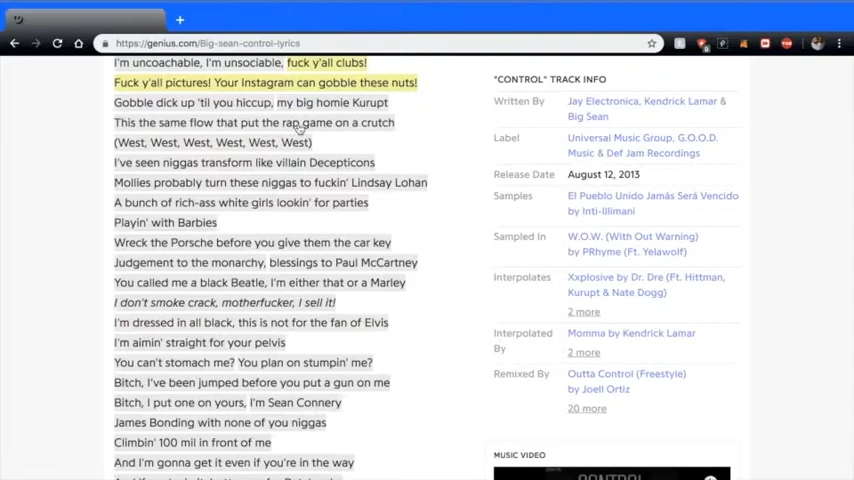 https://genius.com/Big-sean-control-lyrics
I'm uncoachable, I'm unsociable, fuck y'all clubs!
Fuck y'all pictures! Your Instagram can gobble these nuts!
Gobble dick up 'til you hiccup, my big homie Kurupt
This the same flow that put the rap game on a crutch
(West, West, West, West, West, West)
I've seen niggas transform like villain Decepticons
Mollies probably turn these niggas to fuckin' Lindsay Lohan
A bunch of rich-ass white girls lookin' for parties
Playin' with Barbies
Wreck the Porsche before you give them the car key
Judgement to the monarchy, blessings to Paul McCartney
You called me a black Beatle, I'm either that or a Marley
I don't smoke crack, motherfucker, I sell it!
I'm dressed in all black, this is not for the fan of Elvis
I'm aimin' straight for your pelvis
You can't stomach me? You plan on stumpin' me?
Bitch, I've been jumped before you put a gun on me
Bitch, I put one on yours, I'm Sean Connery
James Bonding with none of you niggas
Climbin' 100 mil in front of me
And I'm gonna get it even if you're in the way
"CONTROL" TRACK INFO
Written By
Jay Electronica, Kendrick Lamar &
Big Sean
Label
Universal Music Group, G.O.O.D.
Music & Def Jam Recordings
Release Date
August 12, 2013
Samples
El Pueblo Unido Jamás Será Vencido
by Inti-Illimani
Sampled In
W.O.W. (With Out Warning)
by PRhyme (Ft. Yelawolf)
Interpolates
Xxplosive by Dr. Dre (Ft. Hittman,
Kurupt & Nate Dogg)
2 more
Interpolated
By
Momma by Kendrick Lamar
2 more
Remixed By
Outta Control (Freestyle)
by Joell Ortiz
20 more
MUSIC VIDEO